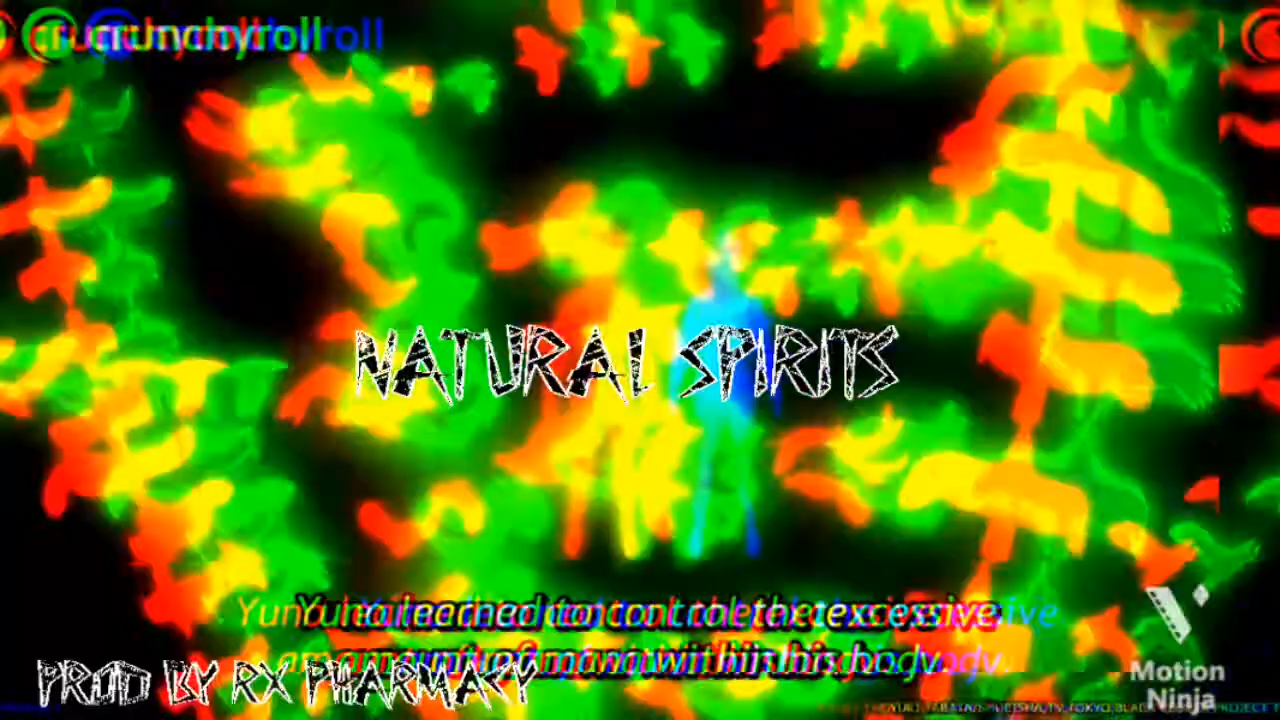 crunchyroll
NATURAL SPIRITS
Yuno learned to control the excessive
amount of mana within his body.
PROD BY RX PHARMACY
Motion
Ninja